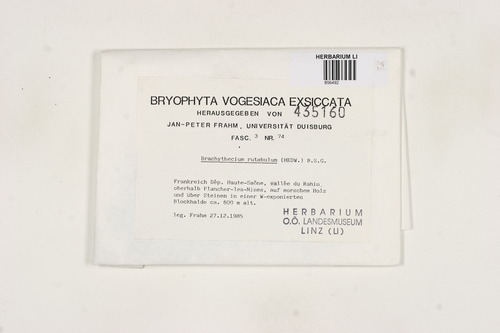 HERBARIUM LI
BRYOPHYTA VOGESIACA EXSICCATA
HERAUSGEGEBEN VON 435160
JAN-PETER FRAHM, UNIVERSITÄT DUISBURG
FASC. 3 NR. 74
Brachythecium rutabulum (HEDW.) B.S.G.
Frankreich Dép. Haute-Saône, vallée du Rahin
oberhalb Plancher-les-Mines, auf morschem Holz
und über Steinen in einer W-exponierten
Blockhalde ca. 600 m alt.
leg. Frahm 27.12.1985
HERBARIUM
O.Ö. LANDESMUSEUM
LINZ (U)